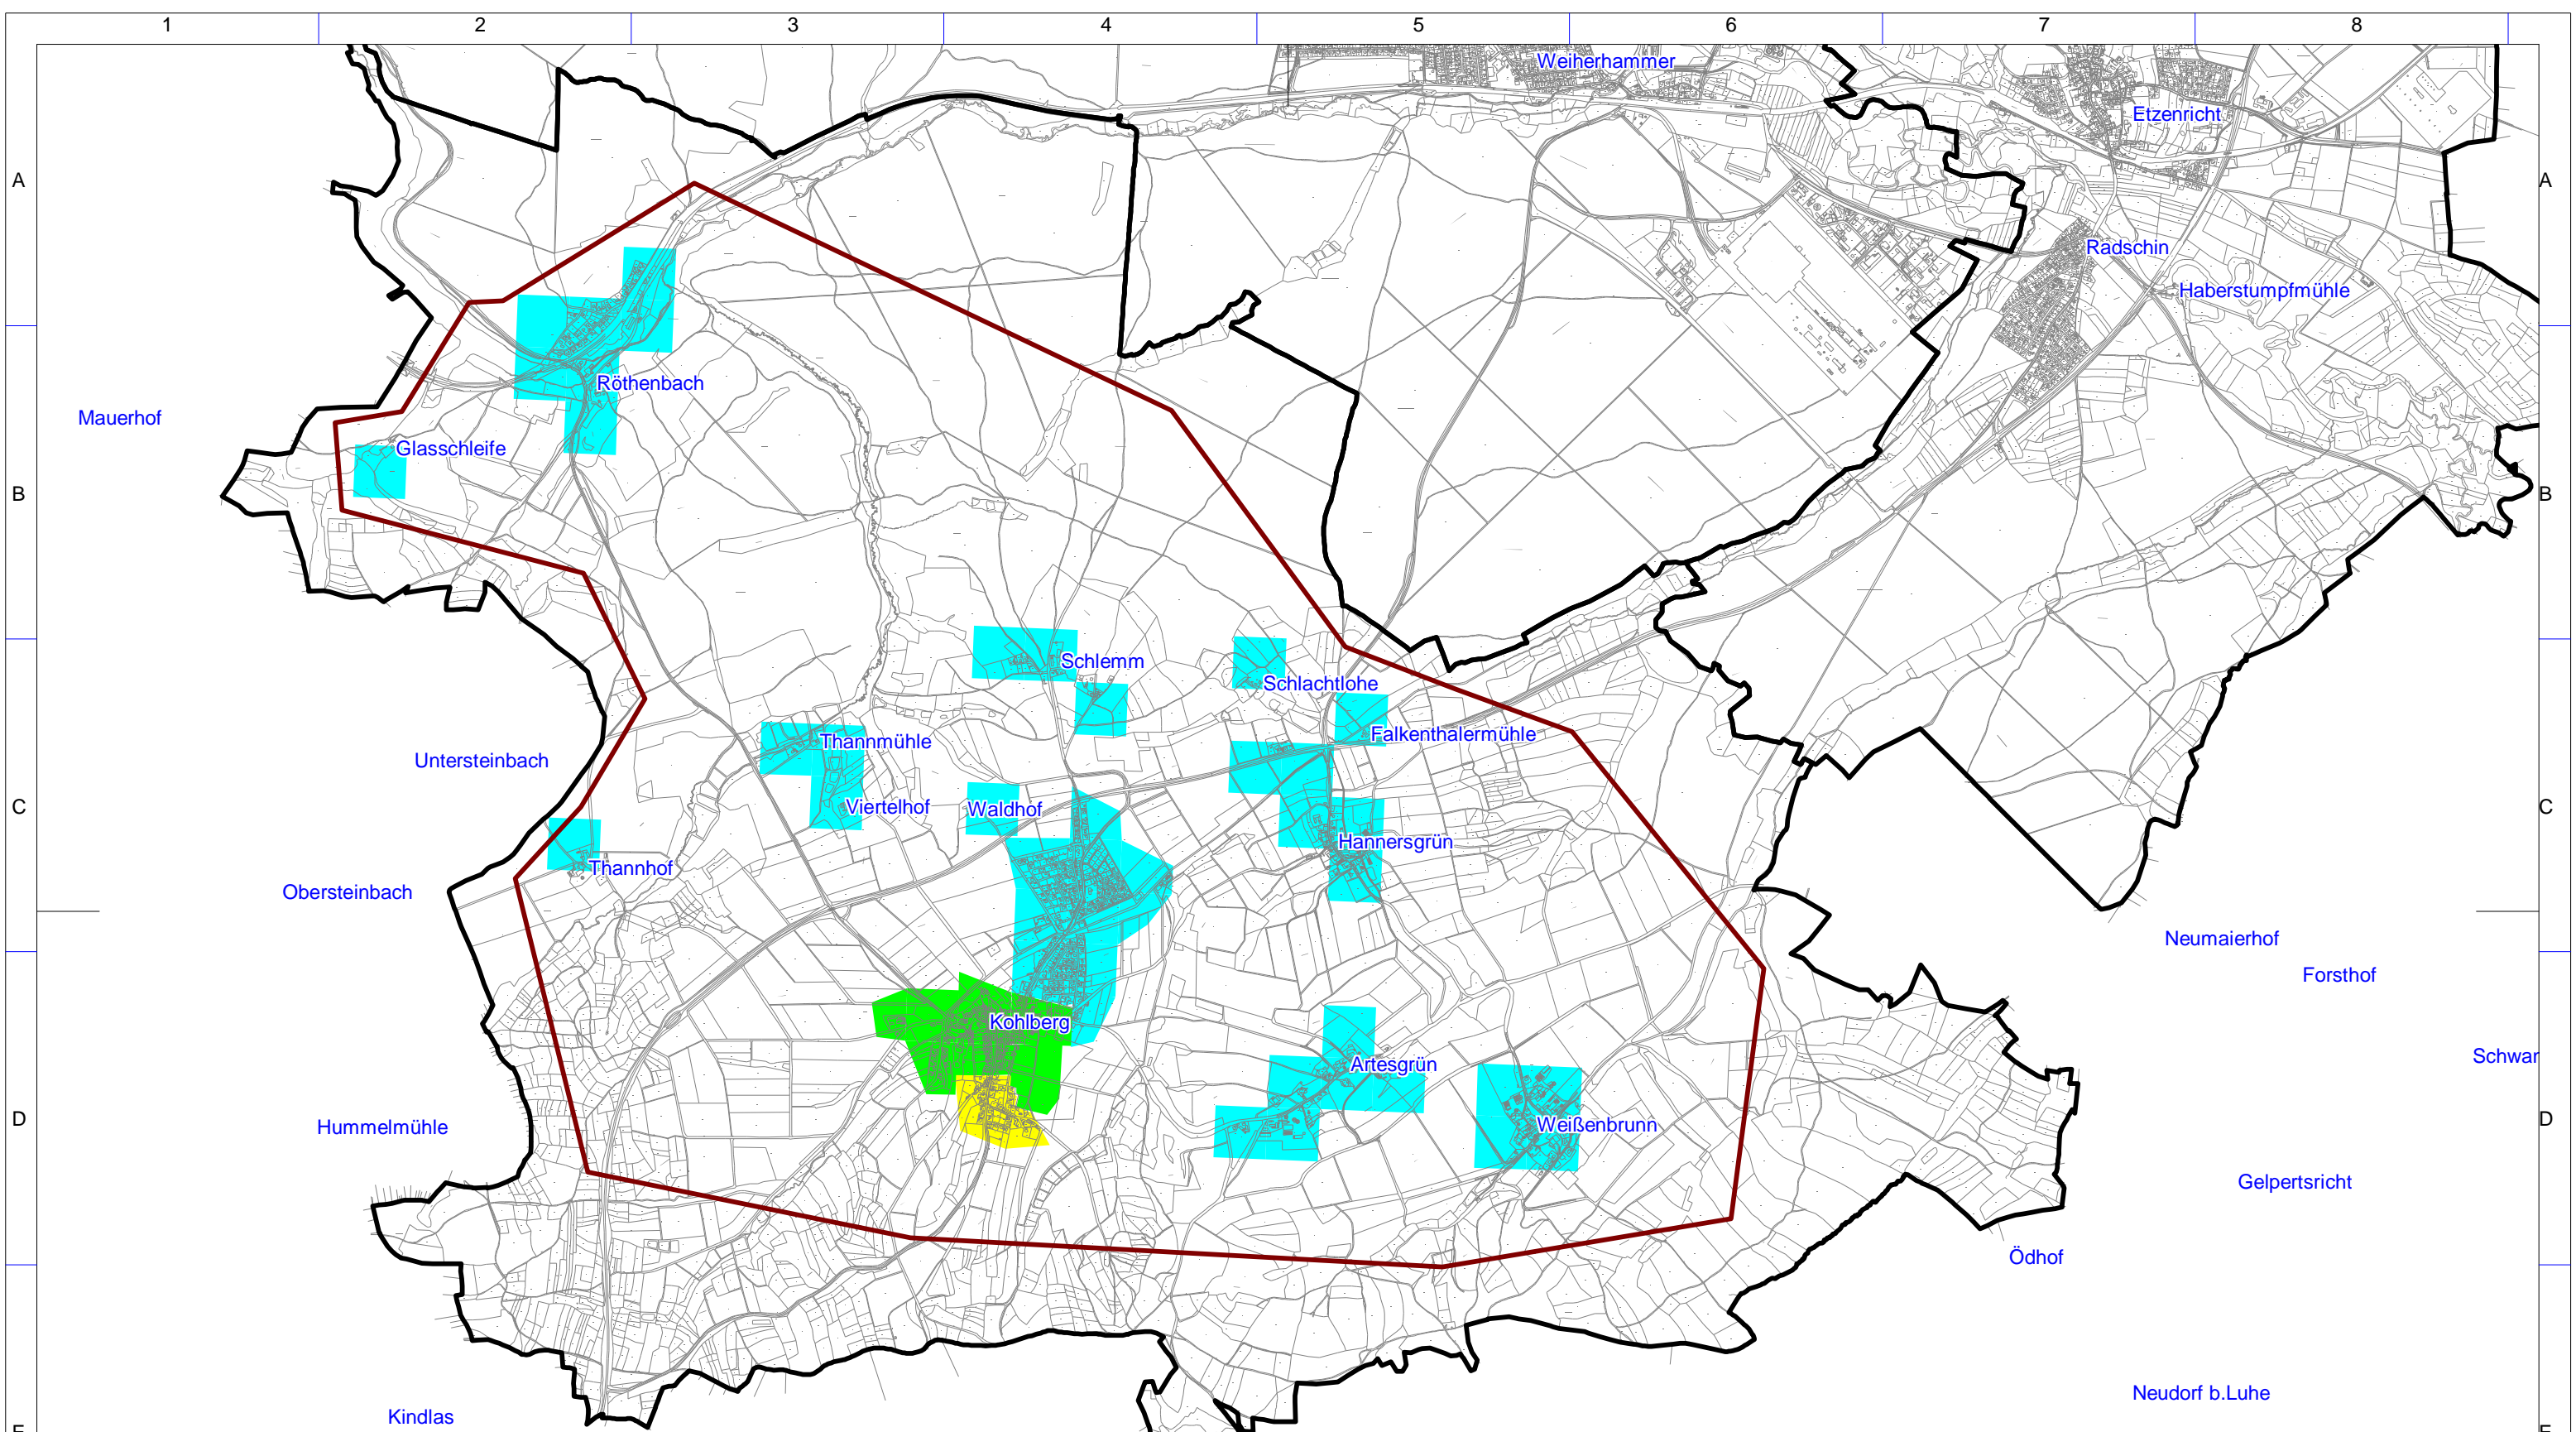 1 2 3 4 5 6 7 8
Weiherhammer
Etzenricht
A A
Radschin
Haberstumpfmühle
Röthenbach
Mauerhof
Glasschleife
B B
Schlemm
Schlachtlohe
Falkenthalermühle
Thannmühle
Untersteinbach
Viertelhof
Waldhof
C C
Hannersgrün
Thannhof
Obersteinbach
Neumaierhof
Forsthof
Kohlberg
Schwar
Artesgrün
D D
Hummelmühle
Weißenbrunn
Gelpertsricht
Ödhof
Neudorf b.Luhe
Kindlas